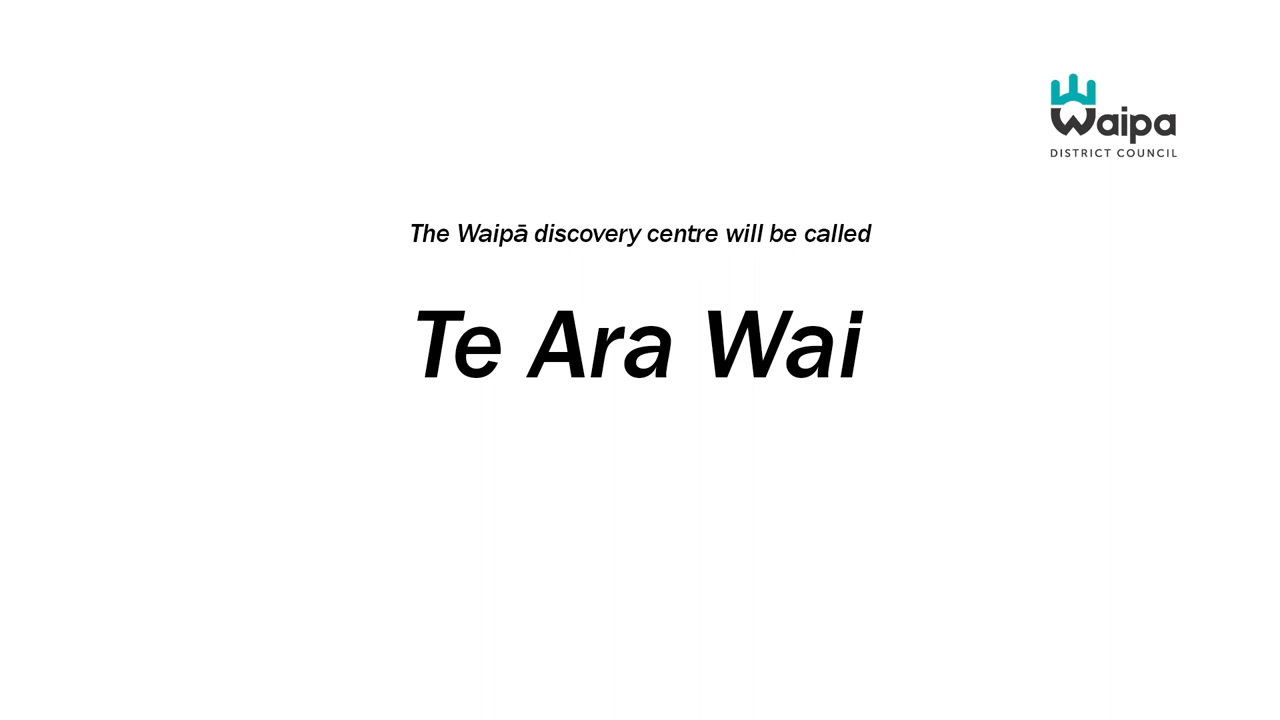 Waipa
DISTRICT COUNCIL
The Waipā discovery centre will be called
Te Ara Wai